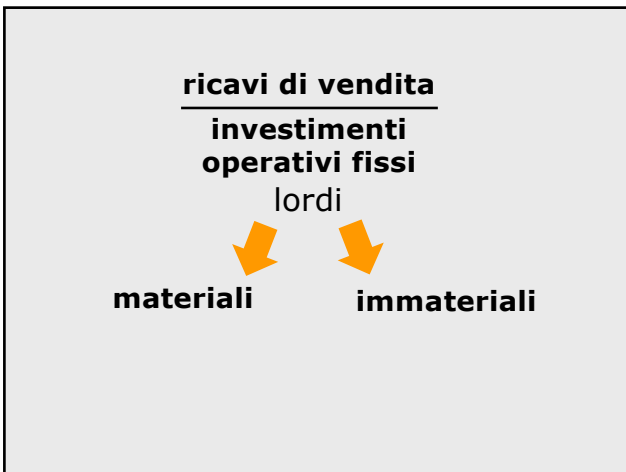 ricavi di vendita
investimenti
operativi fissi
lordi
materiali
immateriali